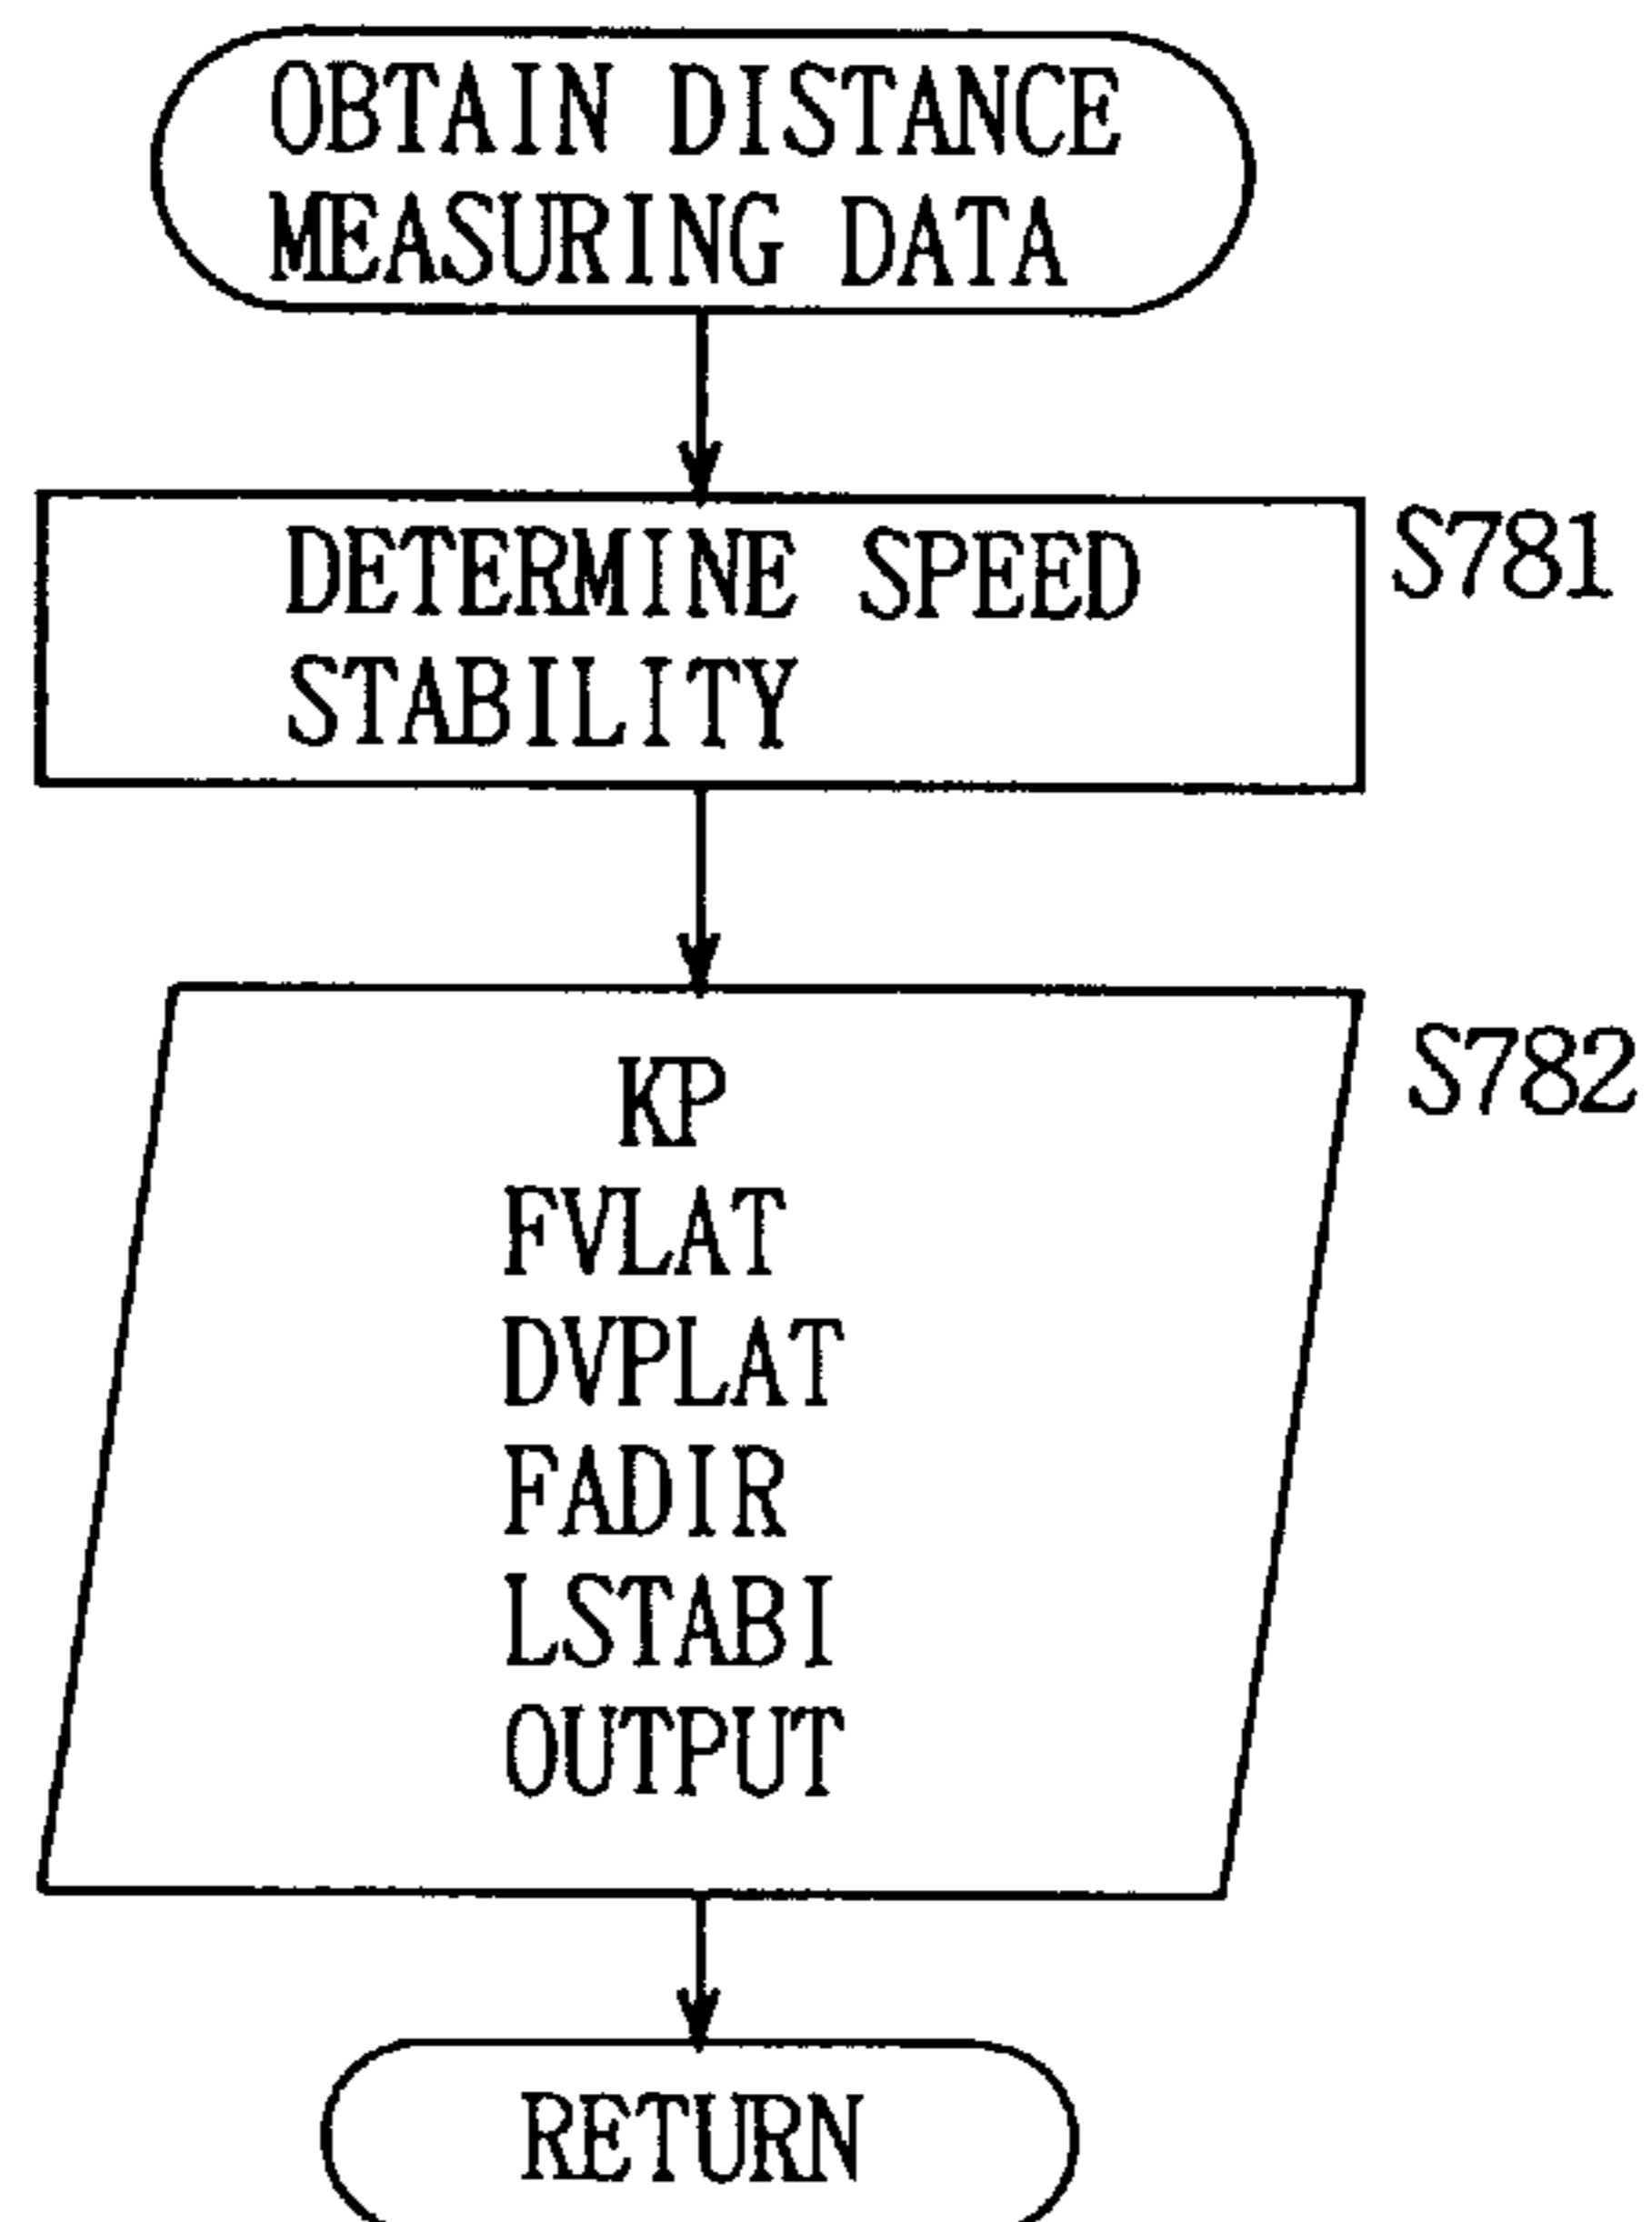 OBTAIN DISTANCE
MEASURING DATA
DETERMINE SPEED
STABILITY
S781
KP
FVLAT
DVPLAT
FADIR
LSTABI
OUTPUT
S782
RETURN